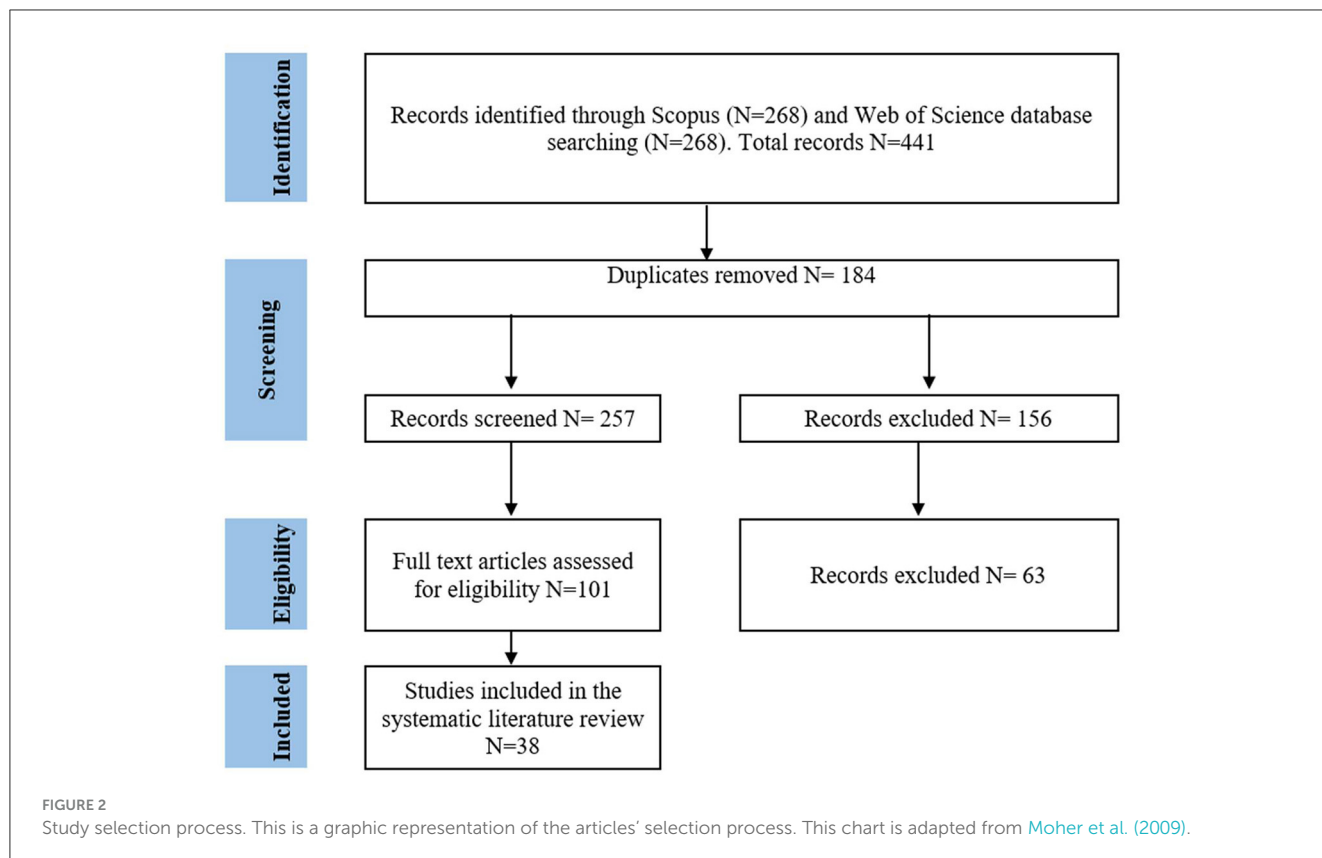 Identification
Records identified through Scopus (N=268) and Web of Science database
searching (N=268). Total records N=441
Screening
Duplicates removed N= 184
Records screened N= 257
Records excluded N= 156
Eligibility
Full text articles assessed
for eligibility N=101
Records excluded N= 63
Included
Studies included in the
systematic literature review
N=38
FIGURE 2
Study selection process. This is a graphic representation of the articles’ selection process. This chart is adapted from Moher et al. (2009).